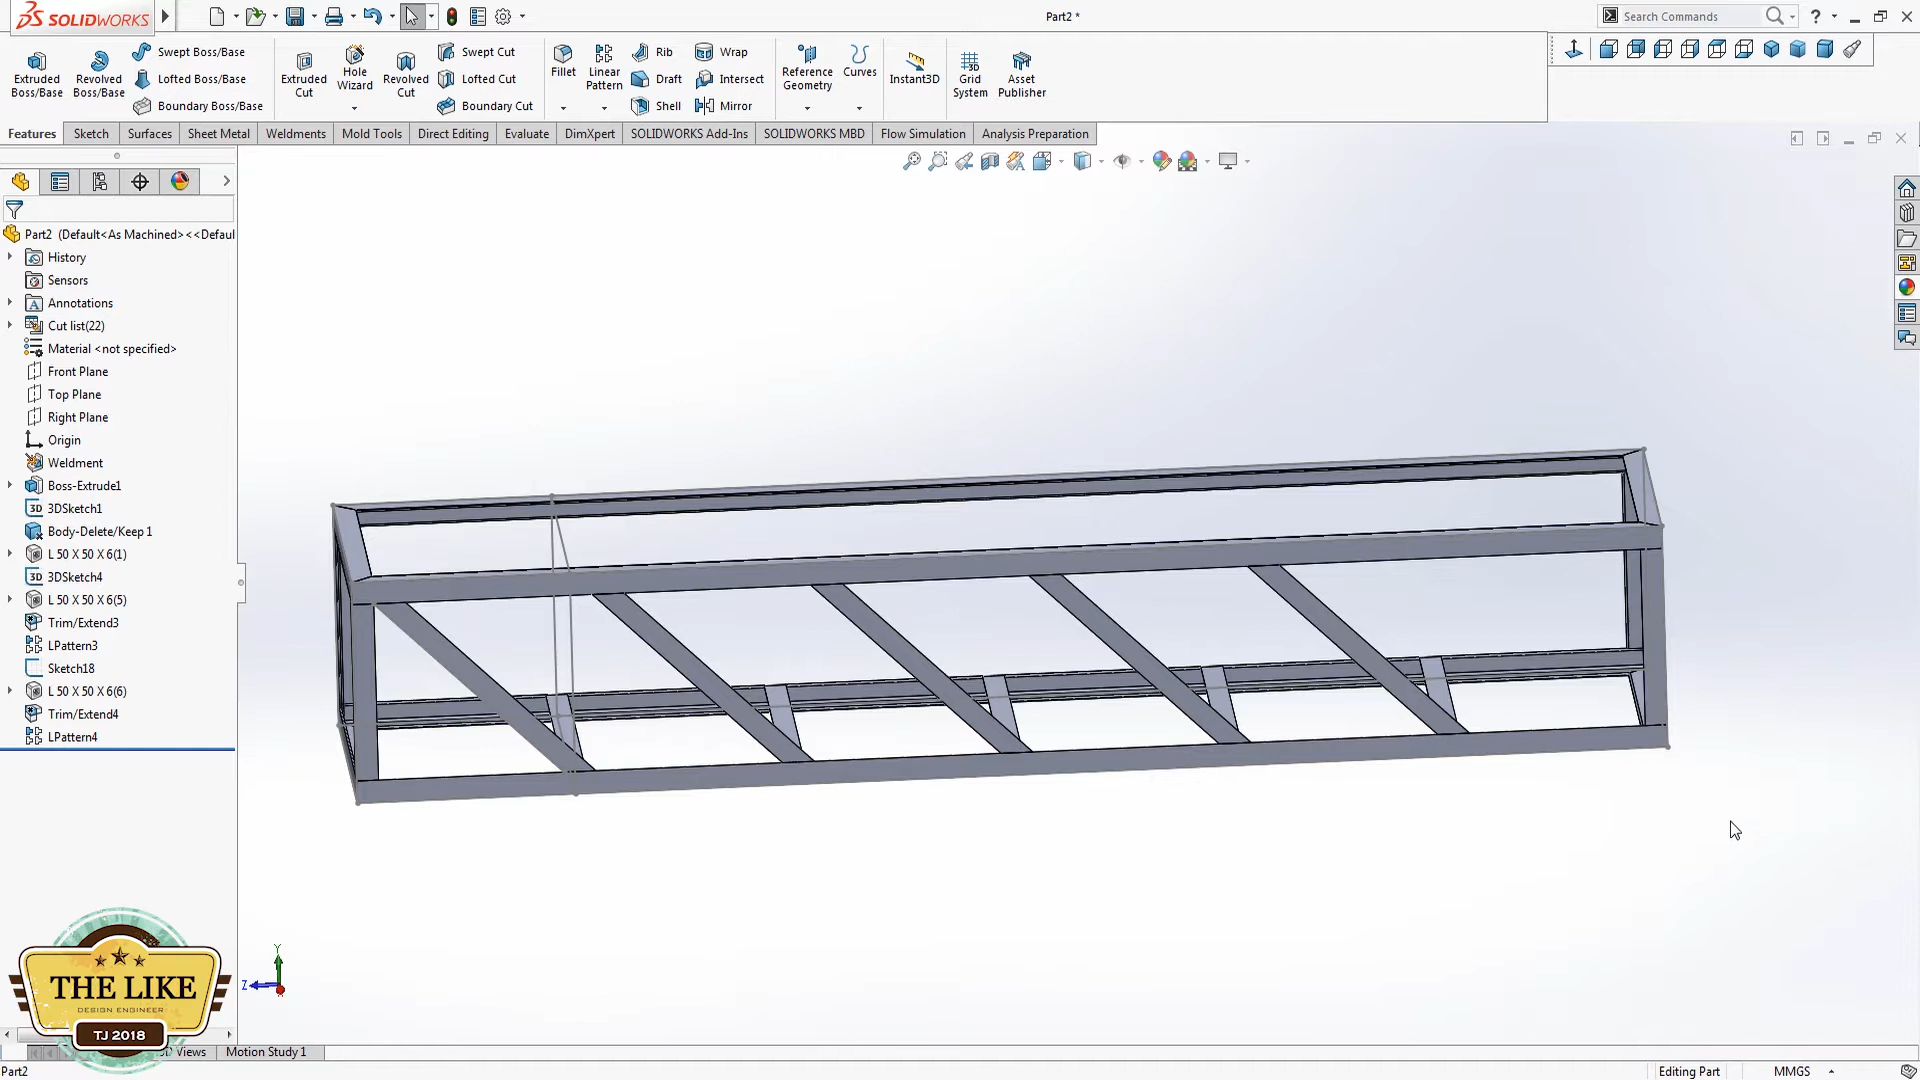 SOLIDWORKS
Part2 *
Search Commands
Extruded Boss/Base
Revolved Boss/Base
Swept Boss/Base
Lofted Boss/Base
Boundary Boss/Base
Extruded Cut
Hole Wizard
Revolved Cut
Swept Cut
Lofted Cut
Boundary Cut
Fillet
Linear Pattern
Rib
Draft
Shell
Wrap
Intersect
Mirror
Reference Geometry
Curves
Instant3D
Grid System
Asset Publisher
Features
Sketch
Surfaces
Sheet Metal
Weldments
Mold Tools
Direct Editing
Evaluate
DimXpert
SOLIDWORKS Add-Ins
SOLIDWORKS MBD
Flow Simulation
Analysis Preparation
Part2 (Default<As Machined><<Defaul
History
Sensors
Annotations
Cut list(22)
Material <not specified>
Front Plane
Top Plane
Right Plane
Origin
Weldment
Boss-Extrude1
3D 3DSketch1
Body-Delete/Keep 1
L 50 X 50 X 6(1)
3D 3DSketch4
L 50 X 50 X 6(5)
Trim/Extend3
LPattern3
Sketch18
L 50 X 50 X 6(6)
Trim/Extend4
LPattern4
Y
Z
THE LIKE
DESIGN ENGINEER
TJ 2018
Views
Motion Study 1
Part2
Editing Part
MMGS